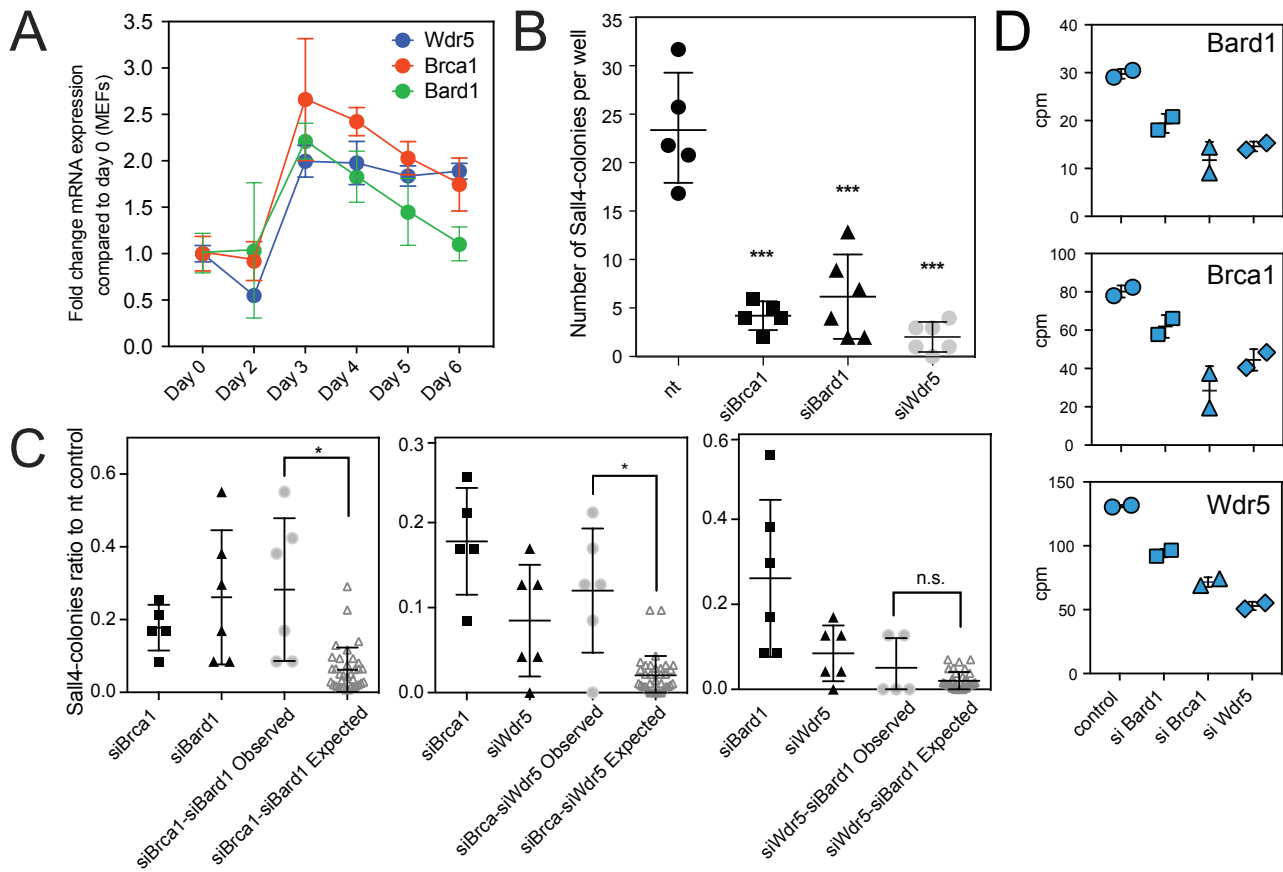 A
Fold change mRNA expression
compared to day 0 (MEFs)
3.5
3.0
2.5
2.0
1.5
1.0
0.5
0.0
Wdr5
Brca1
Bard1
Day 0
Day 2
Day 3
Day 4
Day 5
Day 6
B
Number of Sall4-colonies per well
35
30
25
20
15
10
5
0
***
***
***
nt
siBrca1
siBard1
siWdr5
C
Sall4-colonies ratio to nt control
0.6
0.4
0.2
0.0
*
siBrca1
siBard1
siBrca1-siBard1 Observed
siBrca1-siBard1 Expected
0.3
0.2
0.1
0.0
*
siBrca1
siWdr5
siBrca-siWdr5 Observed
siBrca-siWdr5 Expected
0.6
0.4
0.2
0.0
n.s.
siBard1
siWdr5
siWdr5-siBard1 Observed
siWdr5-siBard1 Expected
D
Bard1
cpm
40
30
20
10
0
Brca1
cpm
100
80
60
40
20
0
Wdr5
cpm
150
100
50
0
control
si Bard1
si Brca1
si Wdr5